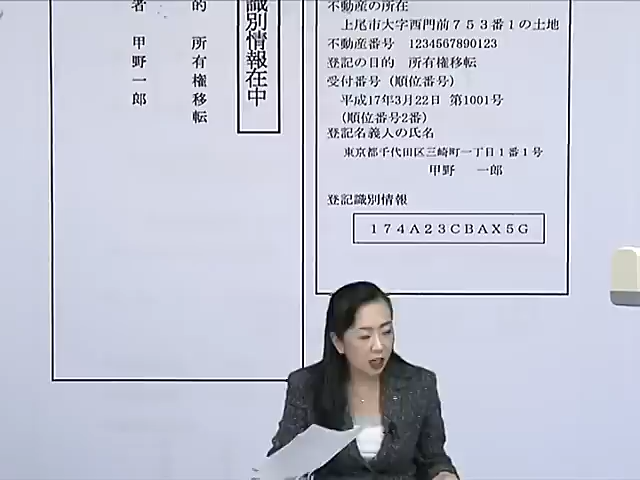 不動産の所在
上尾市大字西門前７５３番１の土地
不動産番号 1234567890123
登記の目的 所有権移転
受付番号（順位番号）
平成17年3月22日 第1001号
(順位番号2番)
登記名義人の氏名
東京都千代田区三崎町一丁目１番１号
甲野 一郎
登記識別情報
１７４Ａ２３ＣＢＡＸ５Ｇ
識別情報在中
的 所有権移転
者 甲野一郎